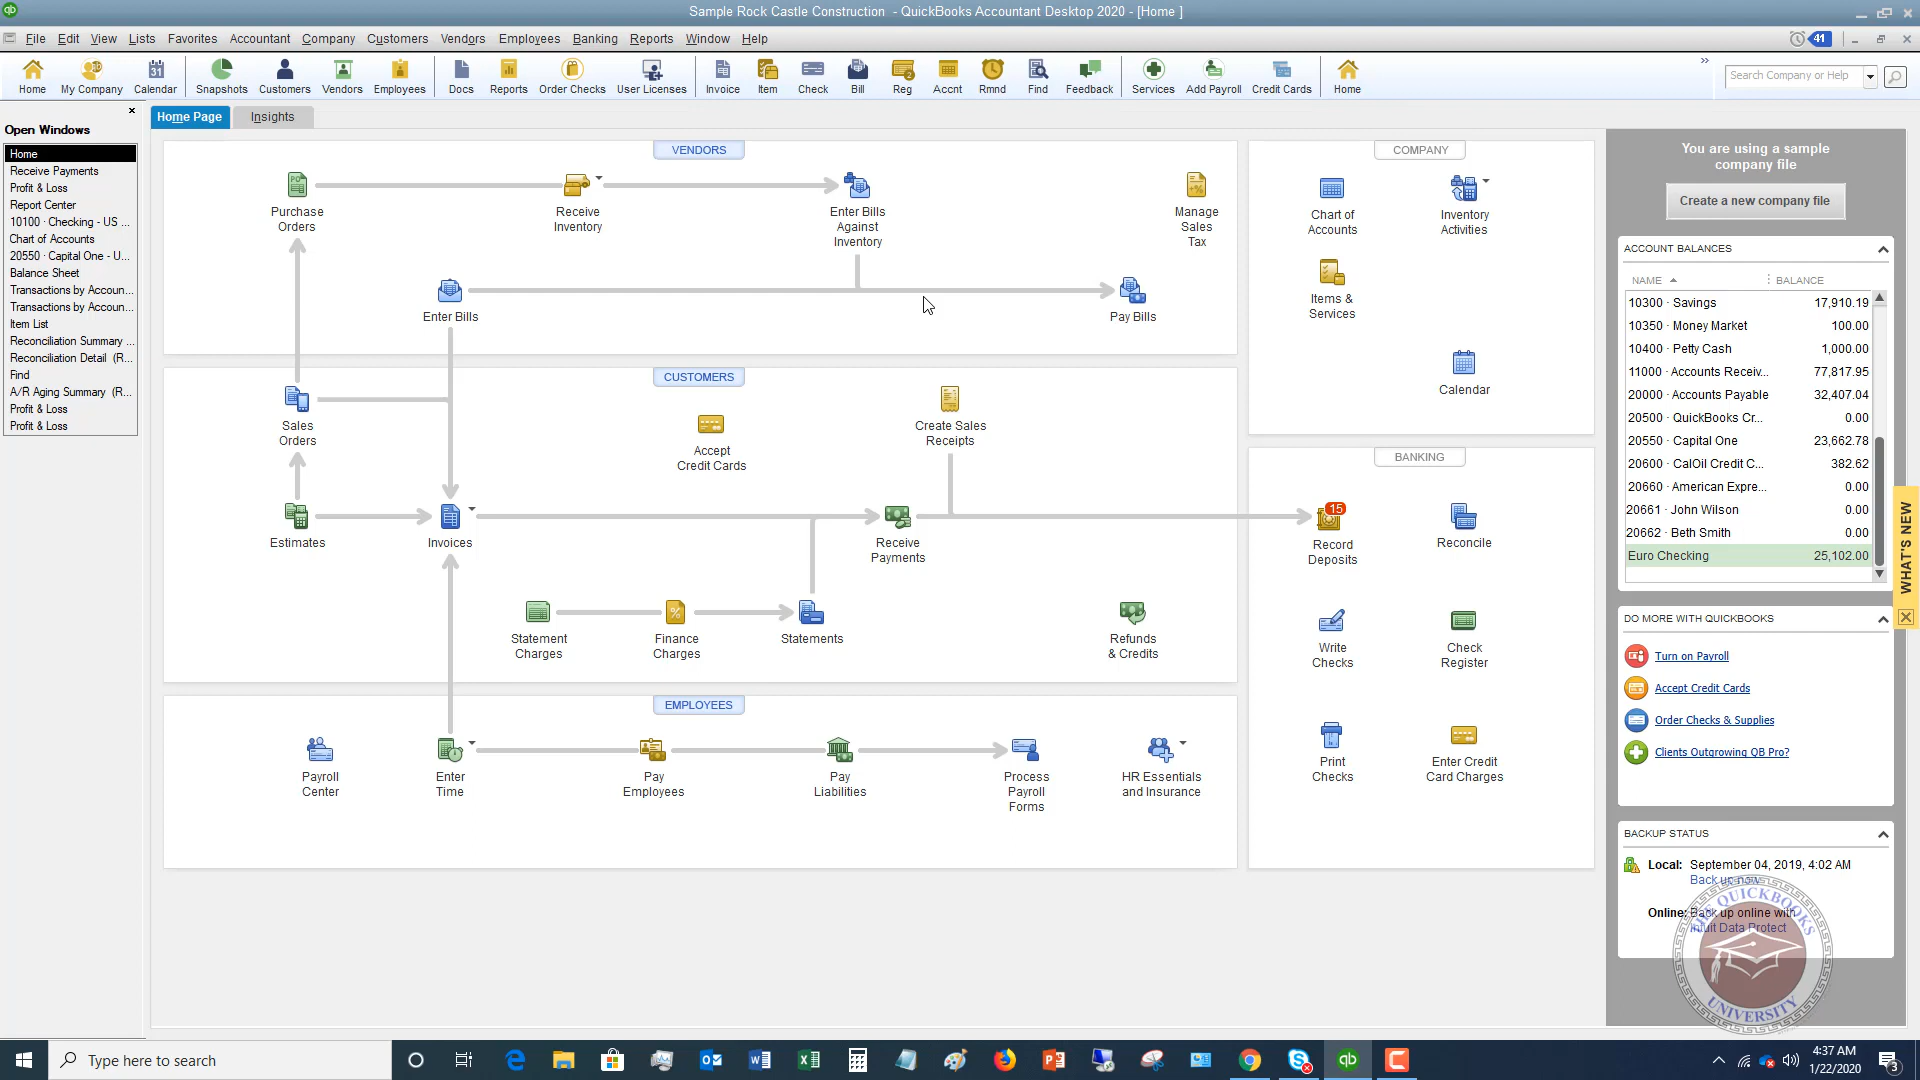 Sample Rock Castle Construction - QuickBooks Accountant Desktop 2020 - [Home ]
File Edit View Lists Favorites Accountant Company Customers Vendors Employees Banking Reports Window Help
41
Home My Company Calendar Snapshots Customers Vendors Employees Docs Reports Order Checks User Licenses Invoice Item Check Bill Reg Accnt Rmnd Find Feedback Services Add Payroll Credit Cards Home
Search Company or Help
Home Page
Insights
Open Windows
Home
Receive Payments
Profit & Loss
Report Center
10100 · Checking - US ...
Chart of Accounts
20550 · Capital One - U...
Balance Sheet
Transactions by Accoun...
Transactions by Accoun...
Item List
Reconciliation Summary ...
Reconciliation Detail (R...
Find
A/R Aging Summary (R...
Profit & Loss
Profit & Loss
VENDORS
Purchase
Orders
Receive
Inventory
Enter Bills
Against
Inventory
Manage
Sales
Tax
Enter Bills
Pay Bills
CUSTOMERS
Sales
Orders
Accept
Credit Cards
Create Sales
Receipts
Estimates
Invoices
Receive
Payments
Statement
Charges
Finance
Charges
Statements
Refunds
& Credits
EMPLOYEES
Payroll
Center
Enter
Time
Pay
Employees
Pay
Liabilities
Process
Payroll
Forms
HR Essentials
and Insurance
COMPANY
Chart of
Accounts
Inventory
Activities
Items &
Services
Calendar
BANKING
15
Record
Deposits
Reconcile
Write
Checks
Check
Register
Print
Checks
Enter Credit
Card Charges
You are using a sample
company file
Create a new company file
ACCOUNT BALANCES
NAME BALANCE
10300 · Savings 17,910.19
10350 · Money Market 100.00
10400 · Petty Cash 1,000.00
11000 · Accounts Receiv... 77,817.95
20000 · Accounts Payable 32,407.04
20500 · QuickBooks Cr... 0.00
20550 · Capital One 23,662.78
20600 · CalOil Credit C... 382.62
20660 · American Expre... 0.00
20661 · John Wilson 0.00
20662 · Beth Smith 0.00
Euro Checking 25,102.00
WHAT'S NEW
DO MORE WITH QUICKBOOKS
Turn on Payroll
Accept Credit Cards
Order Checks & Supplies
Clients Outgrowing QB Pro?
BACKUP STATUS
Local: September 04, 2019, 4:02 AM
Back up now
Online: Back up online with
Intuit Data Protect
THE QUICKBOOKS
UNIVERSITY
Type here to search
4:37 AM
1/22/2020
3